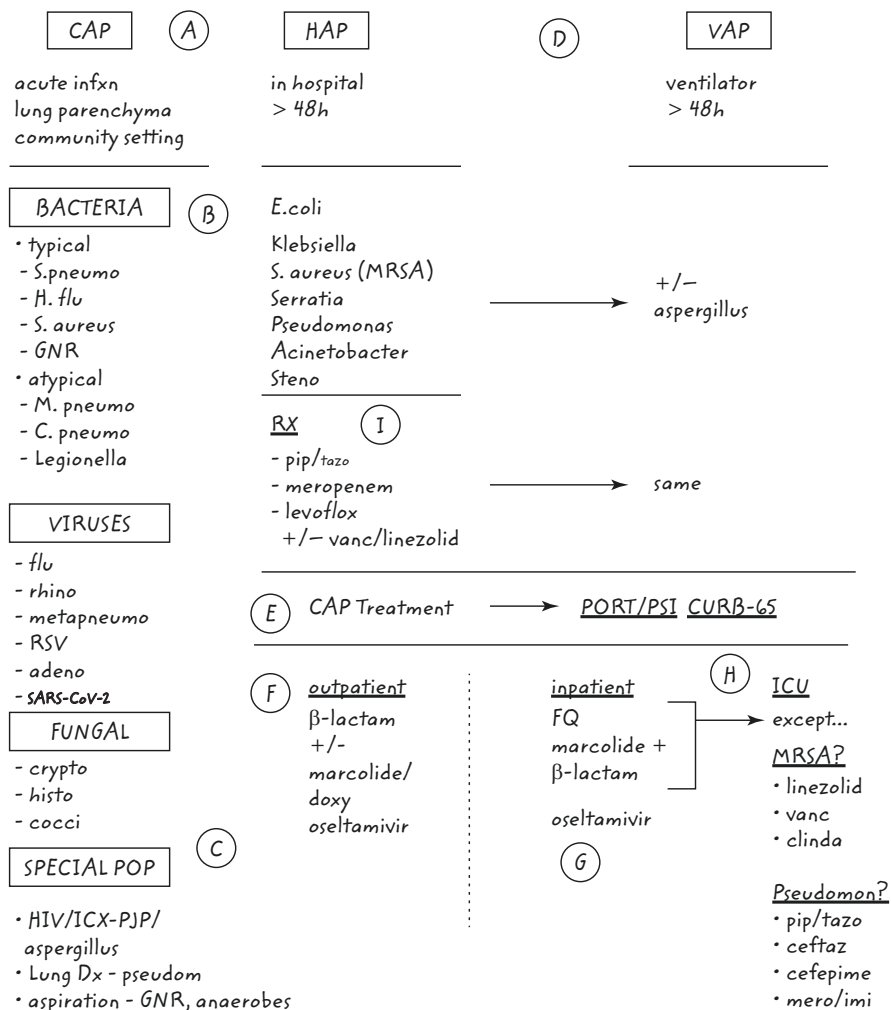 CAP
A
acute infxn
lung parenchyma
community setting
HAP
in hospital
> 48h
D
VAP
ventilator
> 48h
BACTERIA
B
• typical
- S.pneumo
- H. flu
- S. aureus
- GNR
• atypical
- M. pneumo
- C. pneumo
- Legionella
VIRUSES
- flu
- rhino
- metapneumo
- RSV
- adeno
- SARS-CoV-2
FUNGAL
- crypto
- histo
- cocci
C
SPECIAL POP
• HIV/ICX-PJP/
aspergillus
• Lung Dx - pseudom
• aspiration - GNR, anaerobes
E.coli
Klebsiella
S. aureus (MRSA)
Serratia
Pseudomonas
Acinetobacter
Steno
+/-
aspergillus
RX
I
- pip/tazo
- meropenem
- levoflox
+/- vanc/linezolid
same
E
CAP Treatment
PORT/PSI CURB-65
F
outpatient
β-lactam
+/-
marcolide/
doxy
oseltamivir
inpatient
FQ
marcolide +
β-lactam
oseltamivir
G
H
ICU
except...
MRSA?
• linezolid
• vanc
• clinda
Pseudomon?
• pip/tazo
• ceftaz
• cefepime
• mero/imi